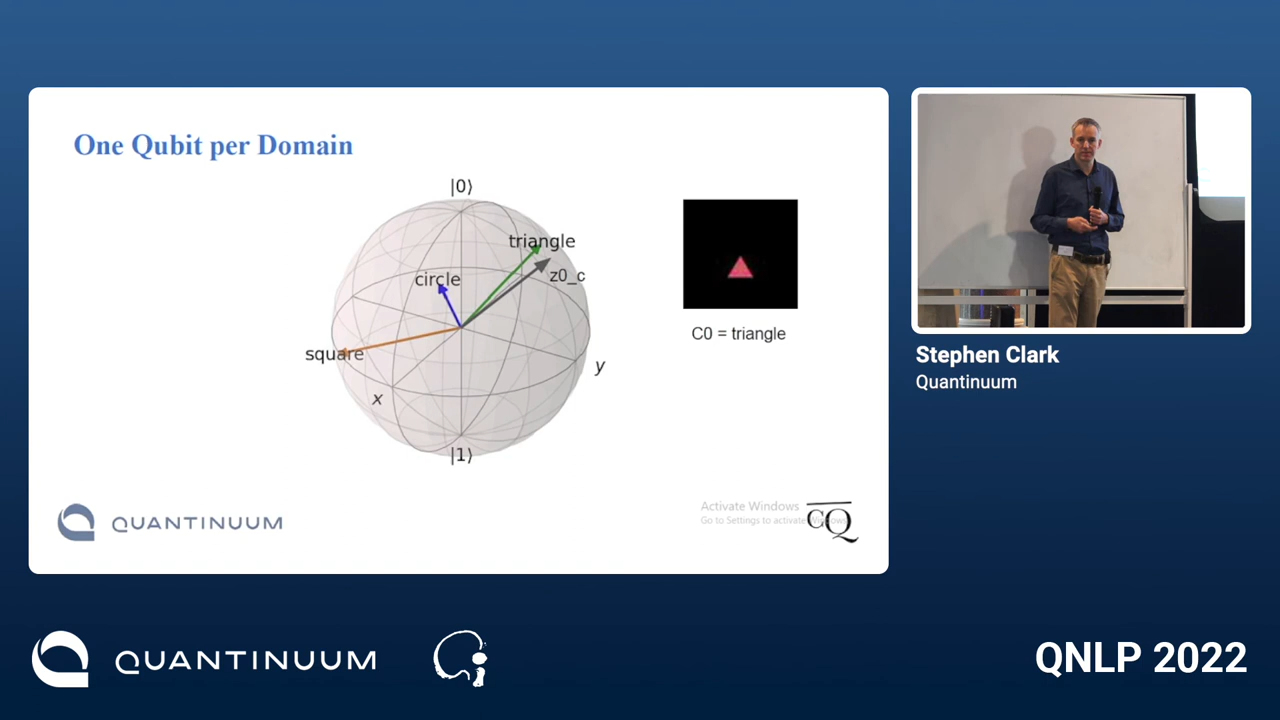 One Qubit per Domain
|0⟩
triangle
circle
z0_c
square
y
x
|1⟩
C0 = triangle
QUANTINUUM
Activate Windows
Go to Settings to activate Windows.
CQ
Stephen Clark
Quantinuum
QUANTINUUM
QNLP 2022